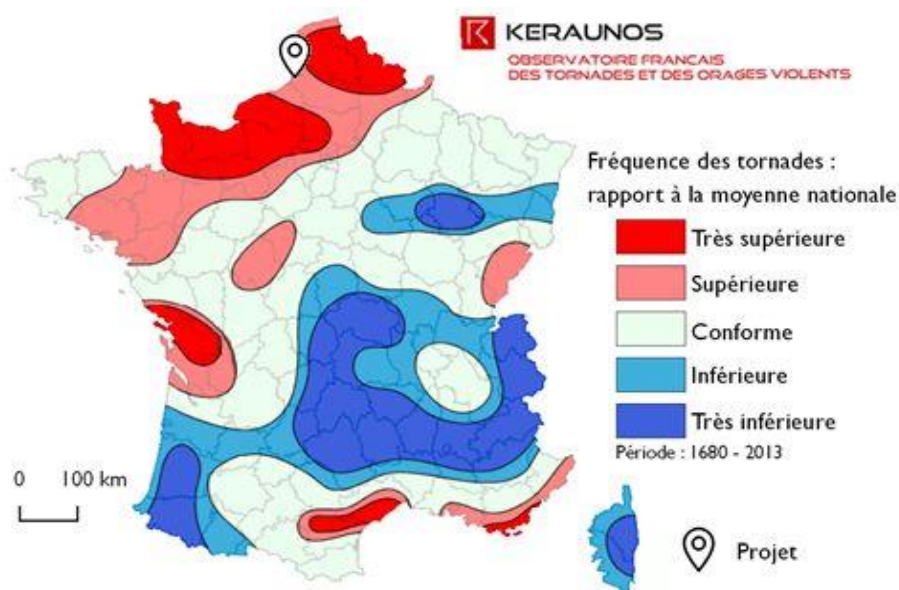 KERAUNOS
OBSERVATOIRE FRANCAIS
DES TORNADES ET DES ORAGES VIOLENTS
Fréquence des tornades :
rapport à la moyenne nationale
Très supérieure
Supérieure
Conforme
Inférieure
Très inférieure
Période : 1680 - 2013
0 100 km
Projet